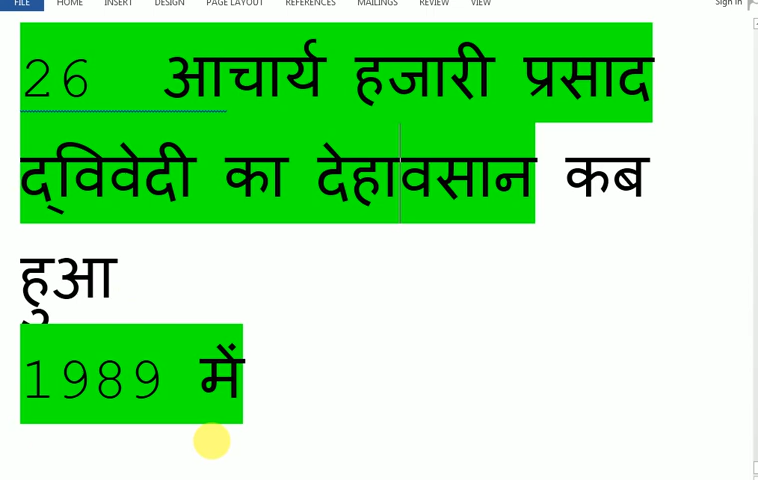 FILE HOME INSERT DESIGN PAGE LAYOUT REFERENCES MAILINGS REVIEW VIEW Sign in
26 आचार्य हजारी प्रसाद
द्विवेदी का देहावसान कब
हुआ
1989 में